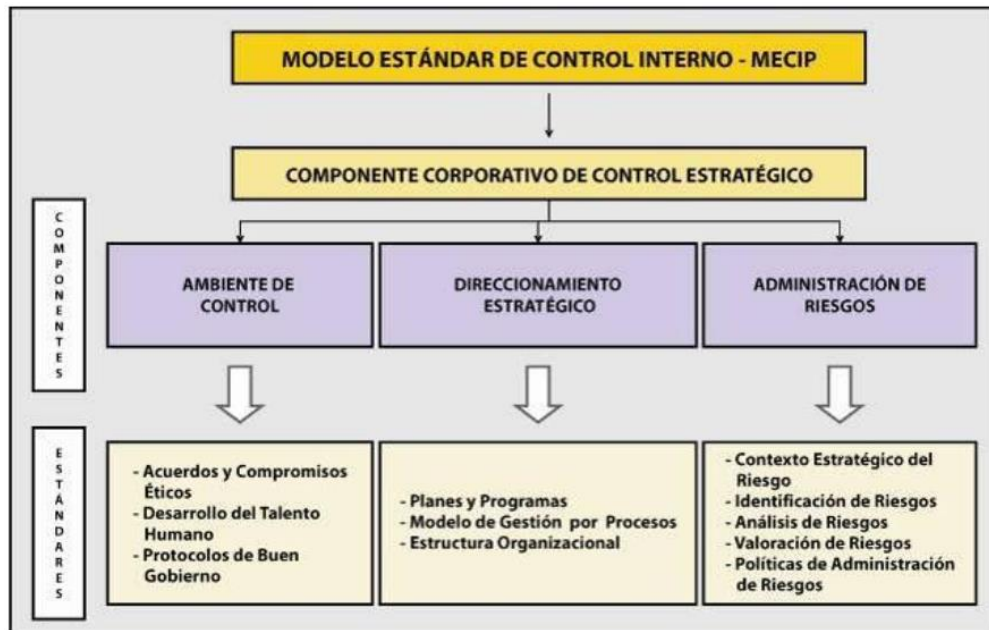 MODELO ESTÁNDAR DE CONTROL INTERNO - MECIP
COMPONENTE CORPORATIVO DE CONTROL ESTRATÉGICO
COMPONENTES
AMBIENTE DE
CONTROL
DIRECCIONAMIENTO
ESTRATÉGICO
ADMINISTRACIÓN DE
RIESGOS
ESTÁNDARES
- Acuerdos y Compromisos
Éticos
- Desarrollo del Talento
Humano
- Protocolos de Buen
Gobierno
- Planes y Programas
- Modelo de Gestión por Procesos
- Estructura Organizacional
- Contexto Estratégico del
Riesgo
- Identificación de Riesgos
- Análisis de Riesgos
- Valoración de Riesgos
- Políticas de Administración
de Riesgos